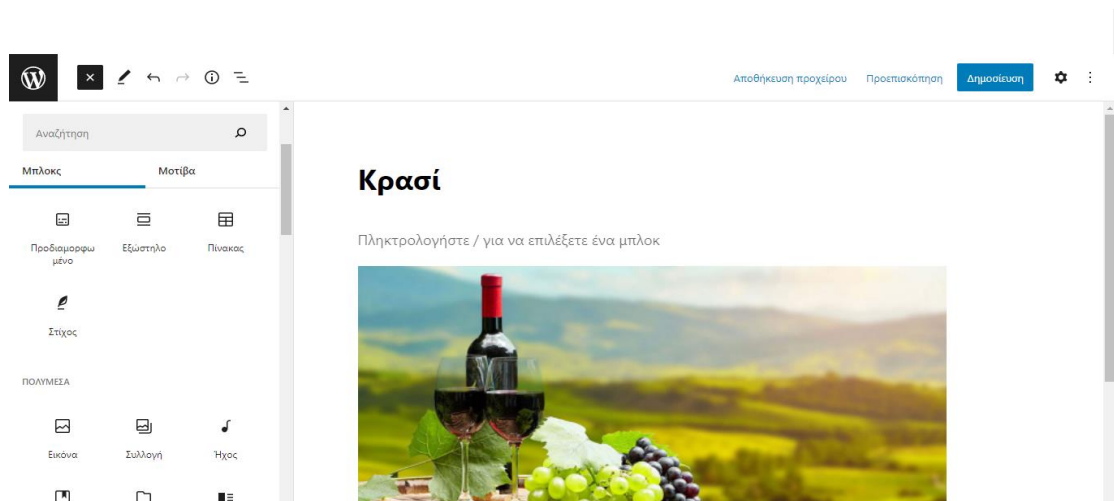 Αποθήκευση προχείρου Προεπισκόπηση Δημοσίευση
Αναζήτηση
Μπλοκς Μοτίβα
Προδιαμορφω
μένο
Εξώστηλο
Πίνακας
Στίχος
ΠΟΛΥΜΕΣΑ
Εικόνα
Συλλογή
Ήχος
Κρασί
Πληκτρολογήστε / για να επιλέξετε ένα μπλοκ